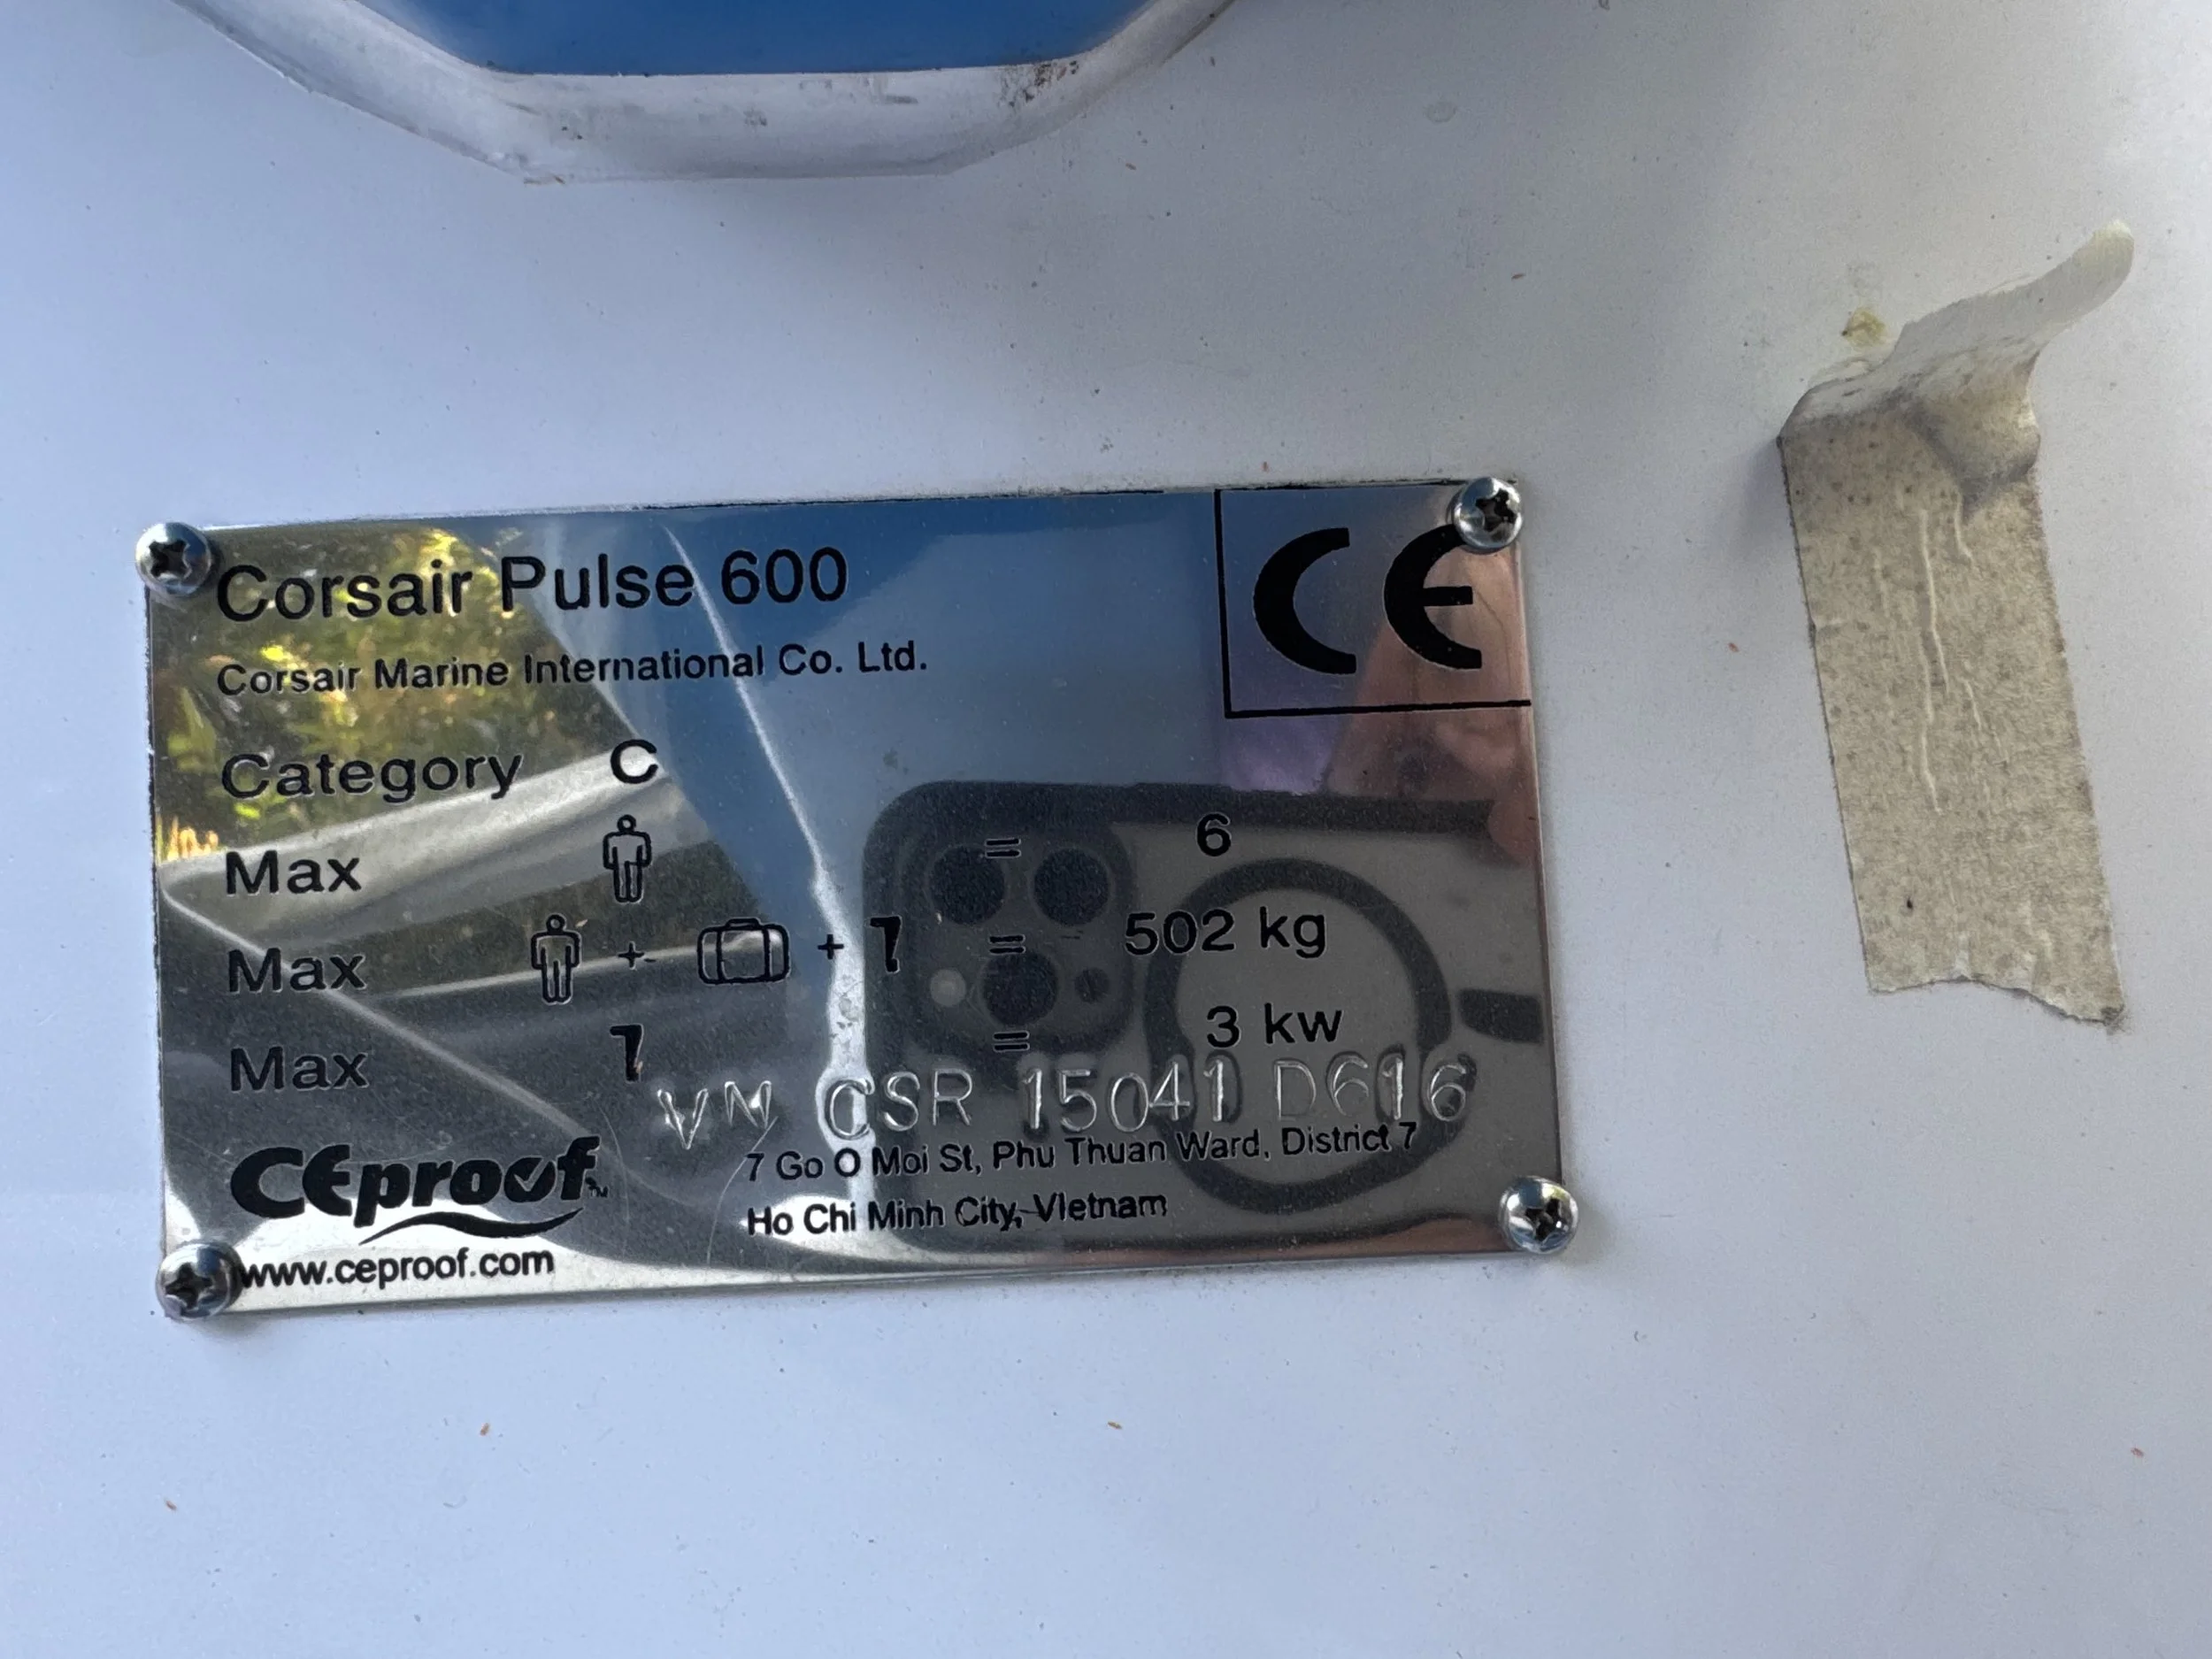 Corsair Pulse 600
CE
Corsair Marine International Co. Ltd.
Category C
Max = 6
Max + + = 502 kg
Max = 3 kw
VN CSR 15041 D616
CEproof™
7 Go O Moi St, Phu Thuan Ward, District 7
Ho Chi Minh City, Vietnam
www.ceproof.com